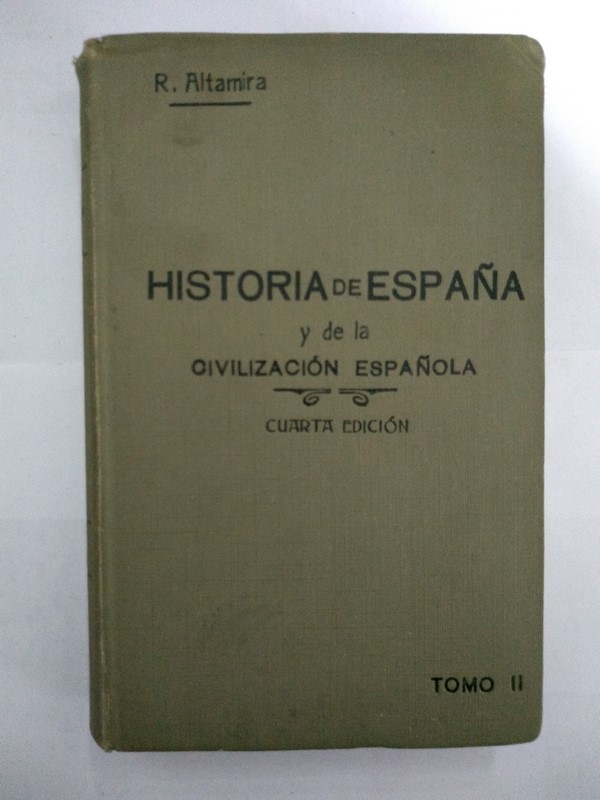 R. Altamira
HISTORIA DE ESPAÑA
y de la
CIVILIZACIÓN ESPAÑOLA
CUARTA EDICIÓN
TOMO II